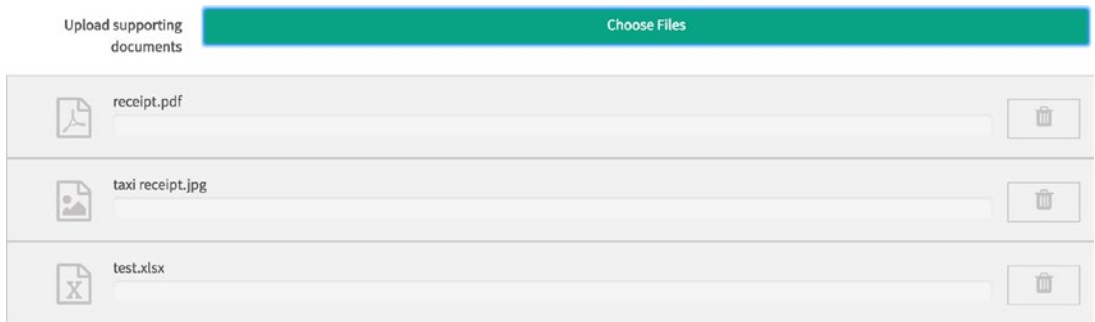 Upload supporting
documents
Choose Files
receipt.pdf
taxi receipt.jpg
test.xlsx